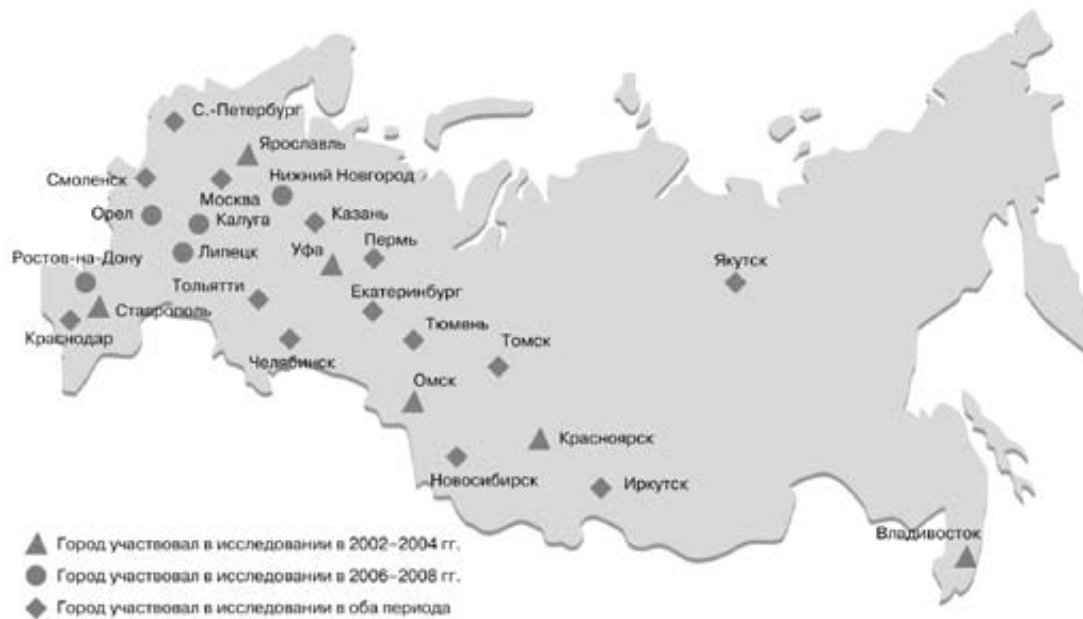 С.-Петербург
Ярославль
Смоленск
Москва
Нижний Новгород
Орел
Калуга
Казань
Ростов-на-Дону
Липецк
Уфа
Пермь
Якутск
Тольятти
Екатеринбург
Ставрополь
Краснодар
Челябинск
Тюмень
Томск
Омск
Красноярск
Новосибирск
Иркутск
Владивосток
Город участвовал в исследовании в 2002–2004 гг.
Город участвовал в исследовании в 2006–2008 гг.
Город участвовал в исследовании в оба периода